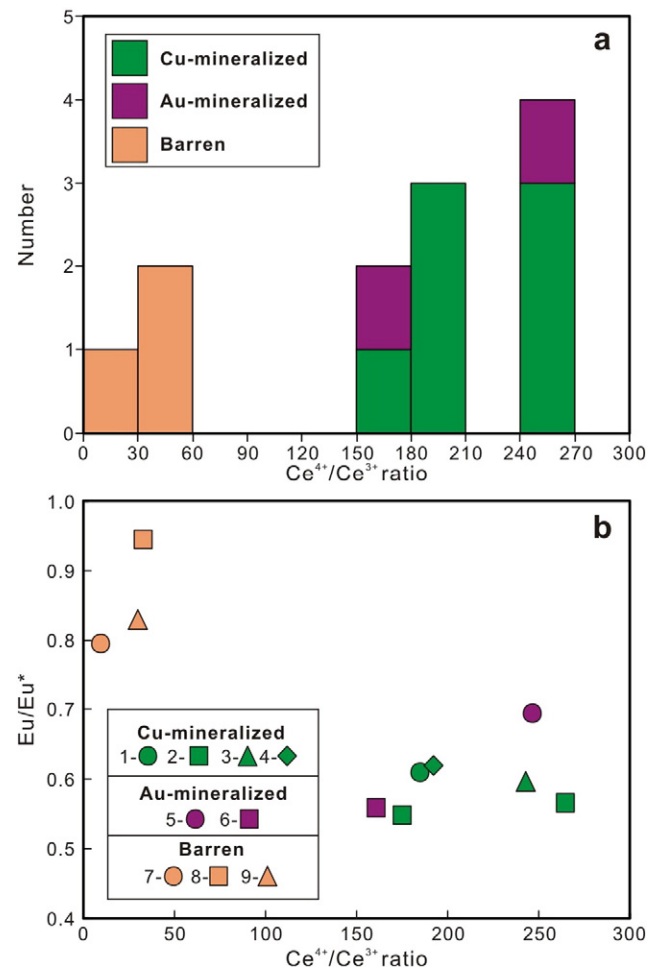 a
5
4
3
2
1
0
Number
Cu-mineralized
Au-mineralized
Barren
0 30 60 90 120 150 180 210 240 270 300
Ce⁴⁺/Ce³⁺ ratio
b
1.0
0.9
0.8
0.7
0.6
0.5
0.4
Eu/Eu*
Cu-mineralized
1- 2- 3- 4-
Au-mineralized
5- 6-
Barren
7- 8- 9-
0 50 100 150 200 250 300
Ce⁴⁺/Ce³⁺ ratio